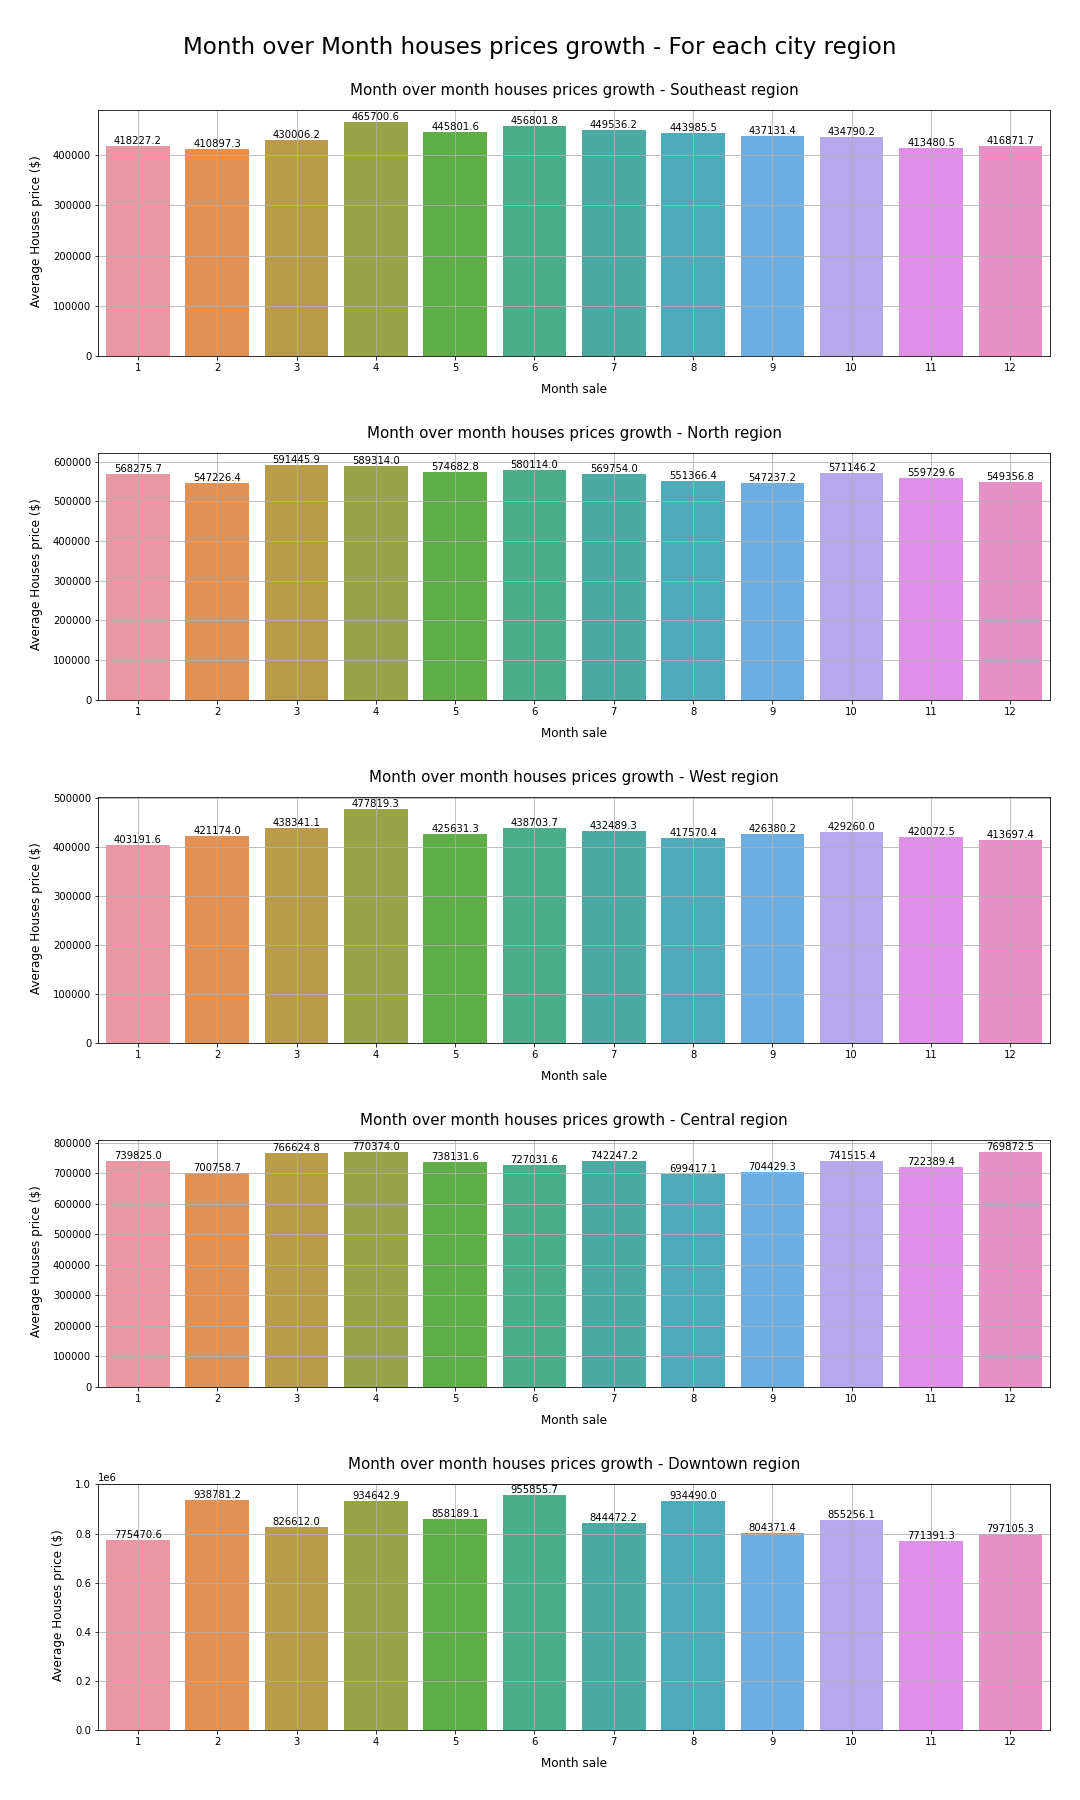 Month over Month houses prices growth - For each city region
Month over month houses prices growth - Southeast region
418227.2 410897.3 430006.2 465700.6 445801.6 456801.8 449536.2 443985.5 437131.4 434790.2 413480.5 416871.7
Average Houses price ($)
400000
300000
200000
100000
0
1 2 3 4 5 6 7 8 9 10 11 12
Month sale
Month over month houses prices growth - North region
568275.7 547226.4 591445.9 589314.0 574682.8 580114.0 569754.0 551366.4 547237.2 571146.2 559729.6 549356.8
Average Houses price ($)
600000
500000
400000
300000
200000
100000
0
1 2 3 4 5 6 7 8 9 10 11 12
Month sale
Month over month houses prices growth - West region
403191.6 421174.0 438341.1 477819.3 425631.3 438703.7 432489.3 417570.4 426380.2 429260.0 420072.5 413697.4
Average Houses price ($)
500000
400000
300000
200000
100000
0
1 2 3 4 5 6 7 8 9 10 11 12
Month sale
Month over month houses prices growth - Central region
739825.0 700758.7 766624.8 770374.0 738131.6 727031.6 742247.2 699417.1 704429.3 741515.4 722389.4 769872.5
Average Houses price ($)
800000
700000
600000
500000
400000
300000
200000
100000
0
1 2 3 4 5 6 7 8 9 10 11 12
Month sale
Month over month houses prices growth - Downtown region
1e6
775470.6 938781.2 826612.0 934642.9 858189.1 955855.7 844472.2 934490.0 804371.4 855256.1 771391.3 797105.3
Average Houses price ($)
1.0
0.8
0.6
0.4
0.2
0.0
1 2 3 4 5 6 7 8 9 10 11 12
Month sale